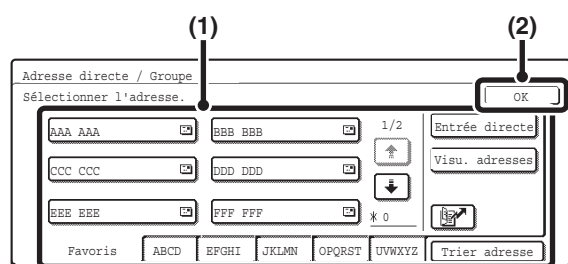 (1) (2)
Adresse directe / Groupe
Sélectionner l'adresse. OK
AAA AAA BBB BBB 1/2 Entrée directe
CCC CCC DDD DDD Visu. adresses
EEE EEE FFF FFF ✕ 0
Favoris ABCD EFGHI JKLMN OPQRST UVWXYZ Trier adresse